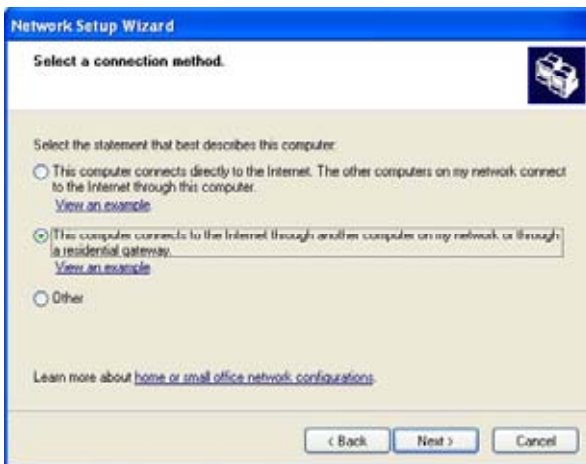 Network Setup Wizard
Select a connection method.
Select the statement that best describes this computer:
This computer connects directly to the Internet. The other computers on my network connect
to the Internet through this computer.
View an example
This computer connects to the Internet through another computer on my network or through
a residential gateway.
View an example
Other
Learn more about home or small office network configurations.
< Back Next > Cancel